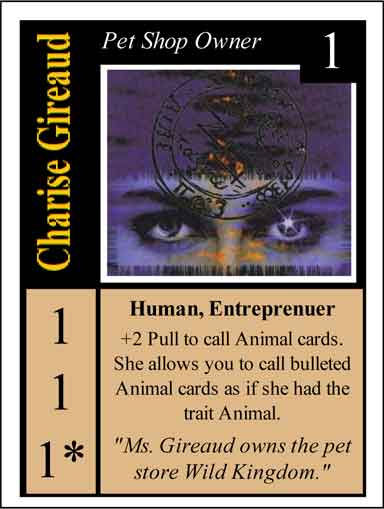 Pet Shop Owner
1
Charise Gireaud
1
1
1*
Human, Entreprenuer
+2 Pull to call Animal cards.
She allows you to call bulleted
Animal cards as if she had the
trait Animal.
"Ms. Gireaud owns the pet
store Wild Kingdom."